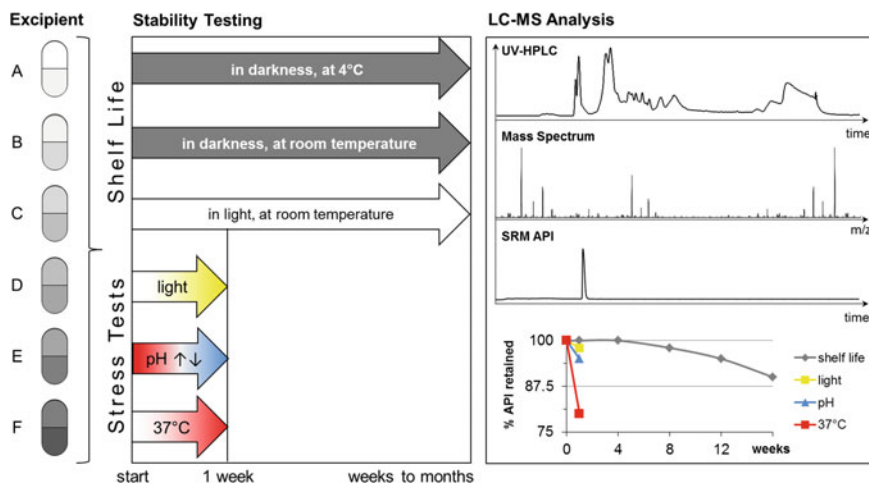 Excipient
A
B
C
D
E
F
Stability Testing
Shelf Life
in darkness, at 4°C
in darkness, at room temperature
in light, at room temperature
Stress Tests
light
pH ↑↓
37°C
start
1 week
weeks to months
LC-MS Analysis
UV-HPLC
time
Mass Spectrum
m/z
SRM API
time
% API retained
100
87.5
75
0
4
8
12
weeks
shelf life
light
pH
37°C